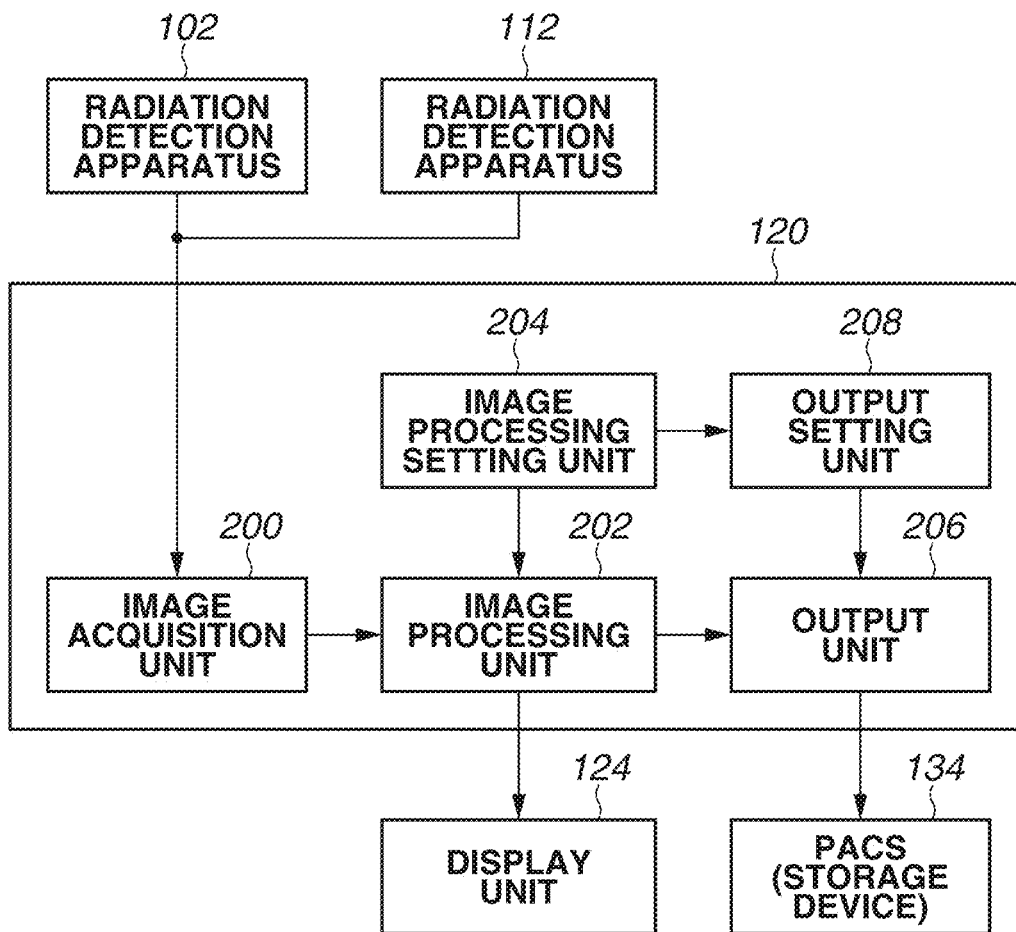 102
112
RADIATION
DETECTION
APPARATUS
RADIATION
DETECTION
APPARATUS
120
204
208
IMAGE
PROCESSING
SETTING UNIT
OUTPUT
SETTING
UNIT
200
202
206
IMAGE
ACQUISITION
UNIT
IMAGE
PROCESSING
UNIT
OUTPUT
UNIT
124
134
DISPLAY
UNIT
PACS
(STORAGE
DEVICE)